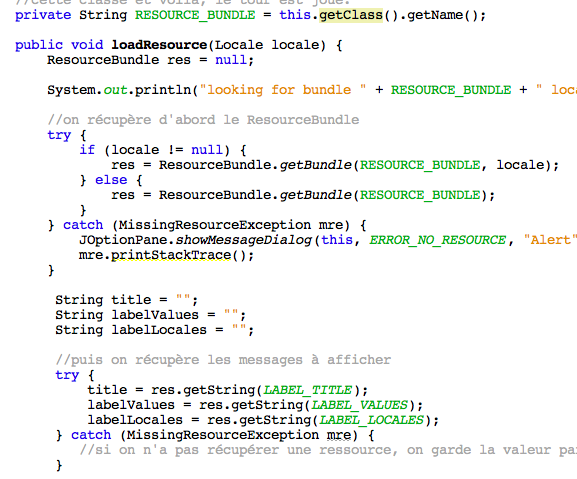 //cette classe et voilà, le tour est joué.
private String RESOURCE_BUNDLE = this.getClass().getName();
public void loadResource(Locale locale) {
ResourceBundle res = null;
System.out.println("looking for bundle " + RESOURCE_BUNDLE + " loca
//on récupère d'abord le ResourceBundle
try {
if (locale != null) {
res = ResourceBundle.getBundle(RESOURCE_BUNDLE, locale);
} else {
res = ResourceBundle.getBundle(RESOURCE_BUNDLE);
}
} catch (MissingResourceException mre) {
JOptionPane.showMessageDialog(this, ERROR_NO_RESOURCE, "Alert"
mre.printStackTrace();
}
String title = "";
String labelValues = "";
String labelLocales = "";
//puis on récupère les messages à afficher
try {
title = res.getString(LABEL_TITLE);
labelValues = res.getString(LABEL_VALUES);
labelLocales = res.getString(LABEL_LOCALES);
} catch (MissingResourceException mre) {
//si on n'a pas récupérer une ressource, on garde la valeur pa
}